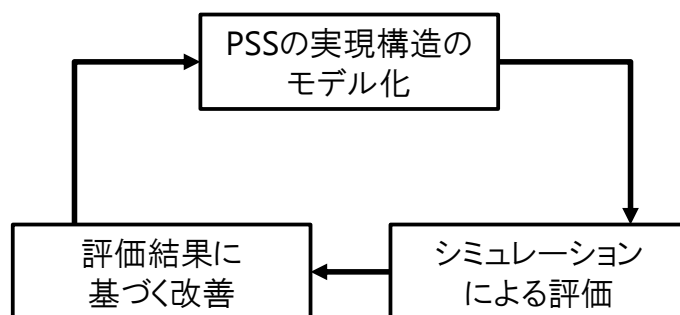 PSSの実現構造の
モデル化
評価結果に
基づく改善
シミュレーション
による評価